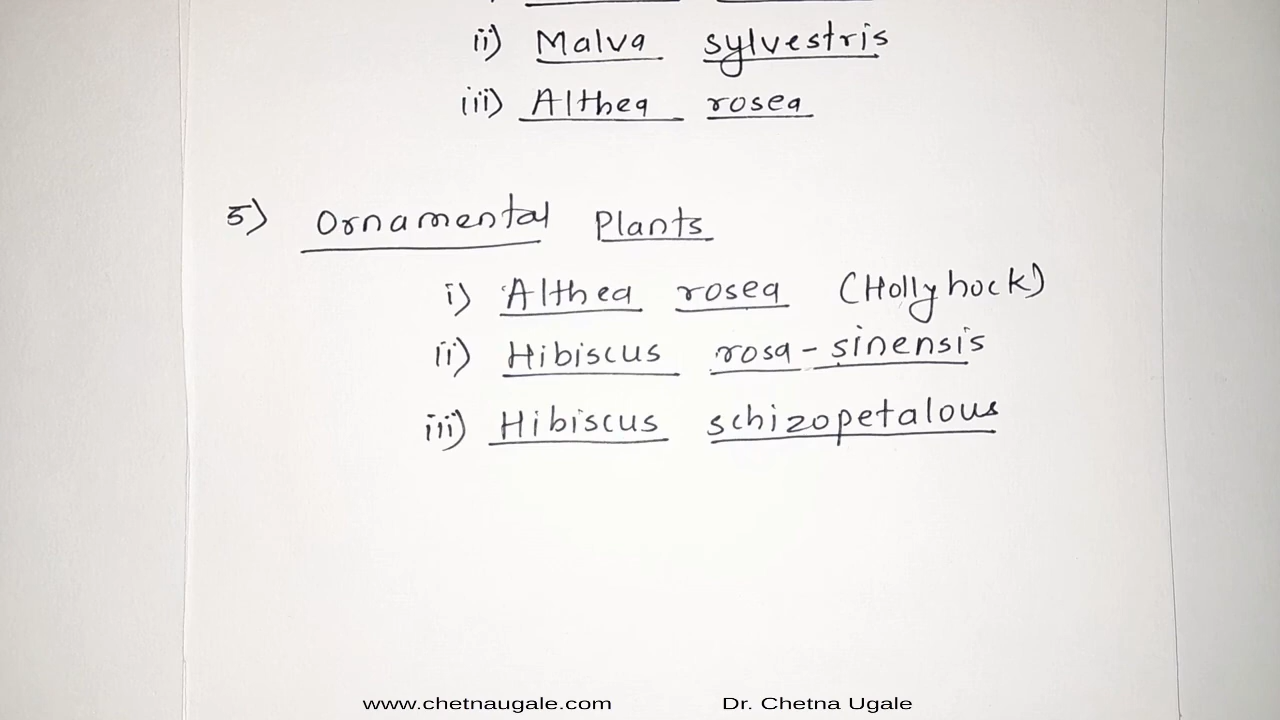 ii) Malva sylvestris
iii) Althea rosea
5) Ornamental Plants
i) Althea rosea (Hollyhock)
ii) Hibiscus rosa-sinensis
iii) Hibiscus schizopetalous
www.chetnaugale.com Dr. Chetna Ugale